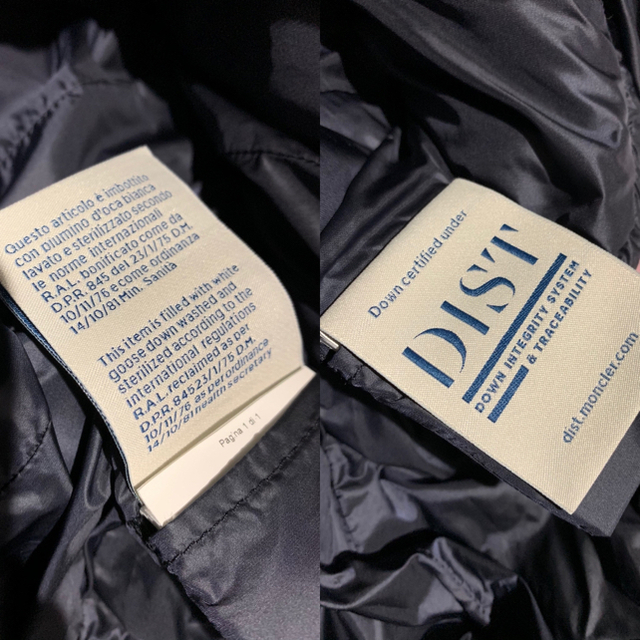 Questo articolo è imbottito
con piumino d'oca bianca
lavato e sterilizzato secondo
le norme internazionali
R.A.L. bonificato come da
D.P.R. 845 del 23/1/75 D.M.
10/11/76 e come ordinanza
14/10/81 Min. Sanità
This item is filled with white
goose down washed and
sterilized according to the
international regulations
R.A.L. reclaimed as per
D.P.R. 84523/1/76 D.M.
10/11/76 as per ordinance
14/10/81 health secretary
Pagina 1 di 1
Down certified under
DIST
DOWN INTEGRITY SYSTEM
& TRACEABILITY
dist.moncler.com